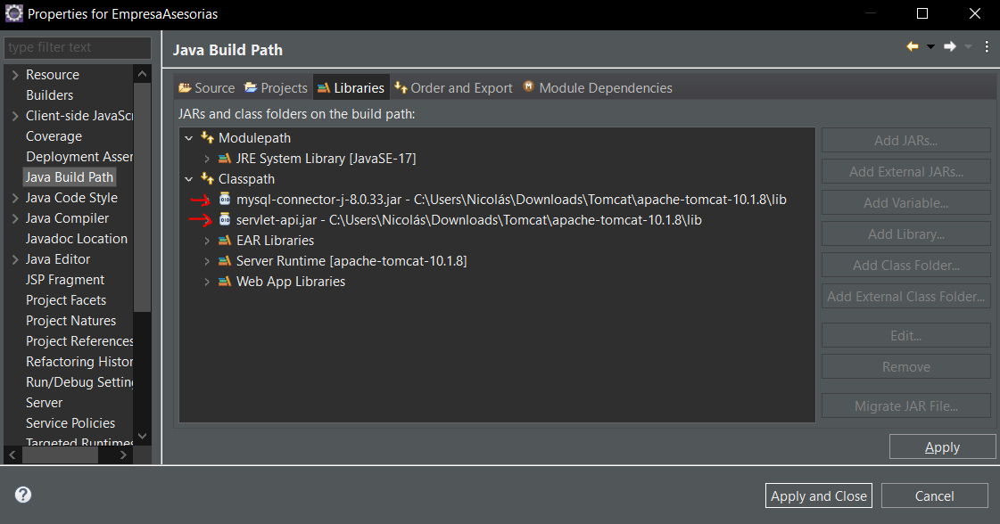 Properties for EmpresaAsesorias
type filter text
Resource
Builders
Client-side JavaScr
Coverage
Deployment Asser
Java Build Path
Java Code Style
Java Compiler
Javadoc Location
Java Editor
JSP Fragment
Project Facets
Project Natures
Project References
Refactoring Histor
Run/Debug Setting
Server
Service Policies
Targeted Runtimes
Java Build Path
Source Projects Libraries Order and Export Module Dependencies
JARs and class folders on the build path:
Modulepath
JRE System Library [JavaSE-17]
Classpath
mysql-connector-j-8.0.33.jar - C:\Users\Nicolás\Downloads\Tomcat\apache-tomcat-10.1.8\lib
servlet-api.jar - C:\Users\Nicolás\Downloads\Tomcat\apache-tomcat-10.1.8\lib
EAR Libraries
Server Runtime [apache-tomcat-10.1.8]
Web App Libraries
Add JARs...
Add External JARs...
Add Variable...
Add Library...
Add Class Folder...
Add External Class Folder...
Edit...
Remove
Migrate JAR File...
Apply
Apply and Close Cancel